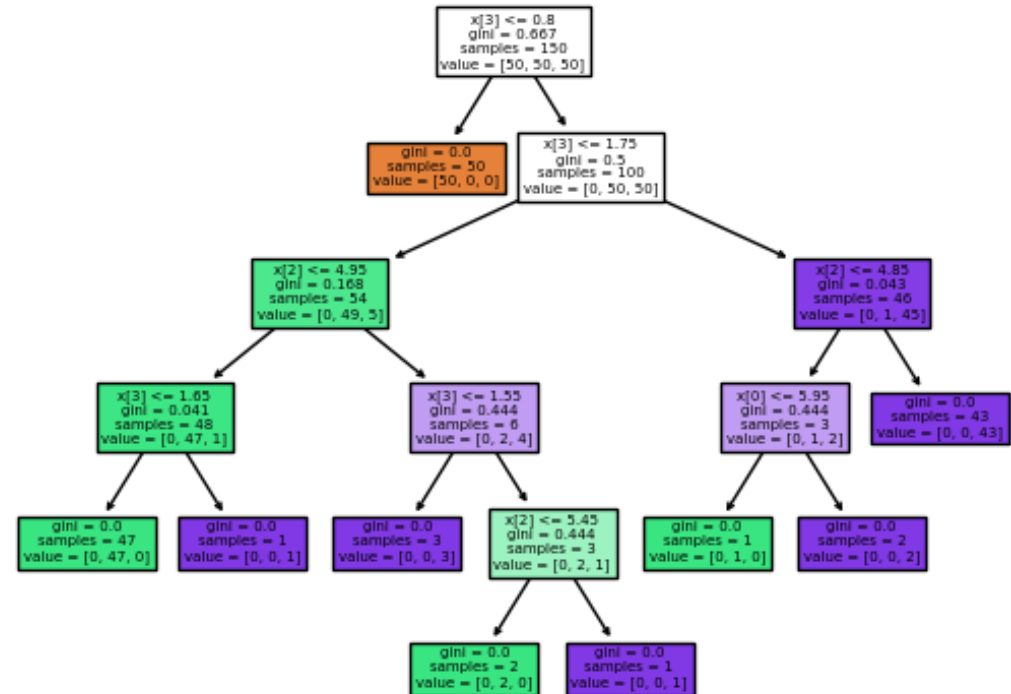 x[3] <= 0.8
gini = 0.667
samples = 150
value = [50, 50, 50]
gini = 0.0
samples = 50
value = [50, 0, 0]
x[3] <= 1.75
gini = 0.5
samples = 100
value = [0, 50, 50]
x[2] <= 4.95
gini = 0.168
samples = 54
value = [0, 49, 5]
x[2] <= 4.85
gini = 0.043
samples = 46
value = [0, 1, 45]
x[3] <= 1.65
gini = 0.041
samples = 48
value = [0, 47, 1]
x[3] <= 1.55
gini = 0.444
samples = 6
value = [0, 2, 4]
x[0] <= 5.95
gini = 0.444
samples = 3
value = [0, 1, 2]
gini = 0.0
samples = 43
value = [0, 0, 43]
gini = 0.0
samples = 47
value = [0, 47, 0]
gini = 0.0
samples = 1
value = [0, 0, 1]
gini = 0.0
samples = 3
value = [0, 0, 3]
x[2] <= 5.45
gini = 0.444
samples = 3
value = [0, 2, 1]
gini = 0.0
samples = 1
value = [0, 1, 0]
gini = 0.0
samples = 2
value = [0, 0, 2]
gini = 0.0
samples = 2
value = [0, 2, 0]
gini = 0.0
samples = 1
value = [0, 0, 1]